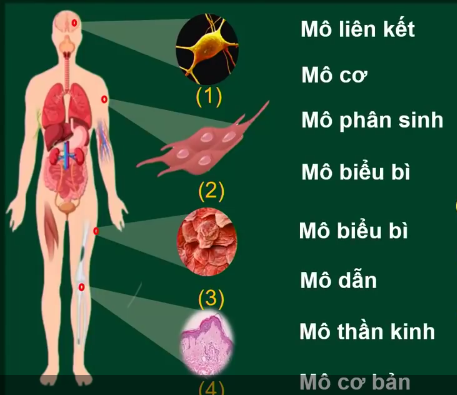 Mô liên kết
Mô cơ
(1)
Mô phân sinh
Mô biểu bì
(2)
Mô biểu bì
Mô dẫn
(3)
Mô thần kinh
Mô cơ bản
(4)